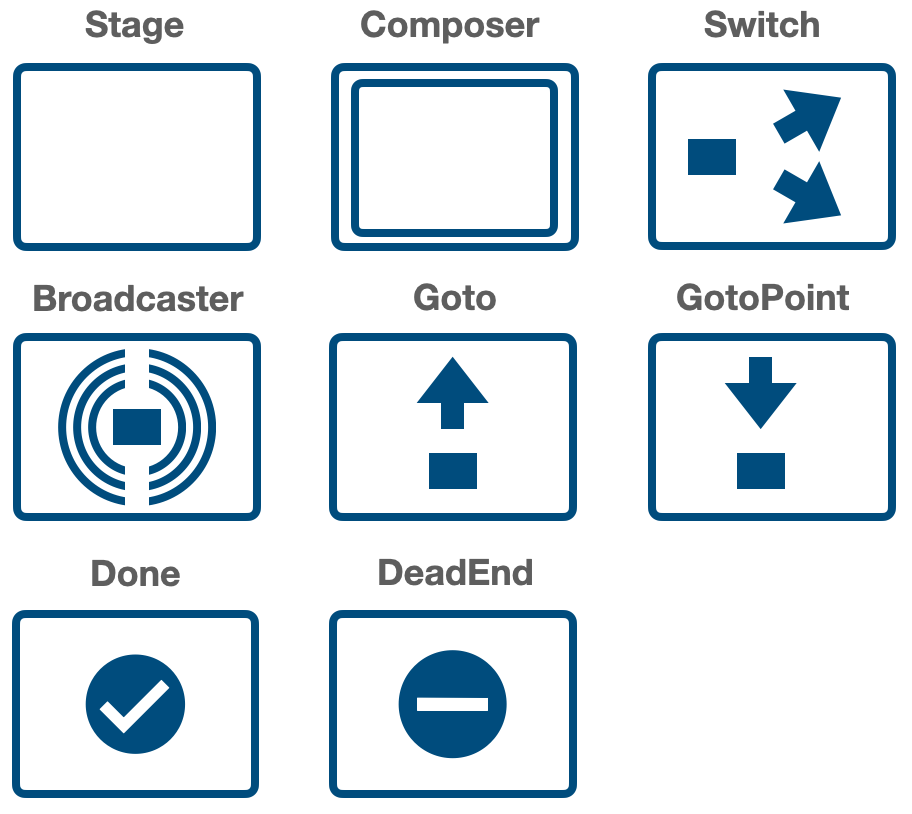 Stage
Composer
Switch
Broadcaster
Goto
GotoPoint
Done
DeadEnd